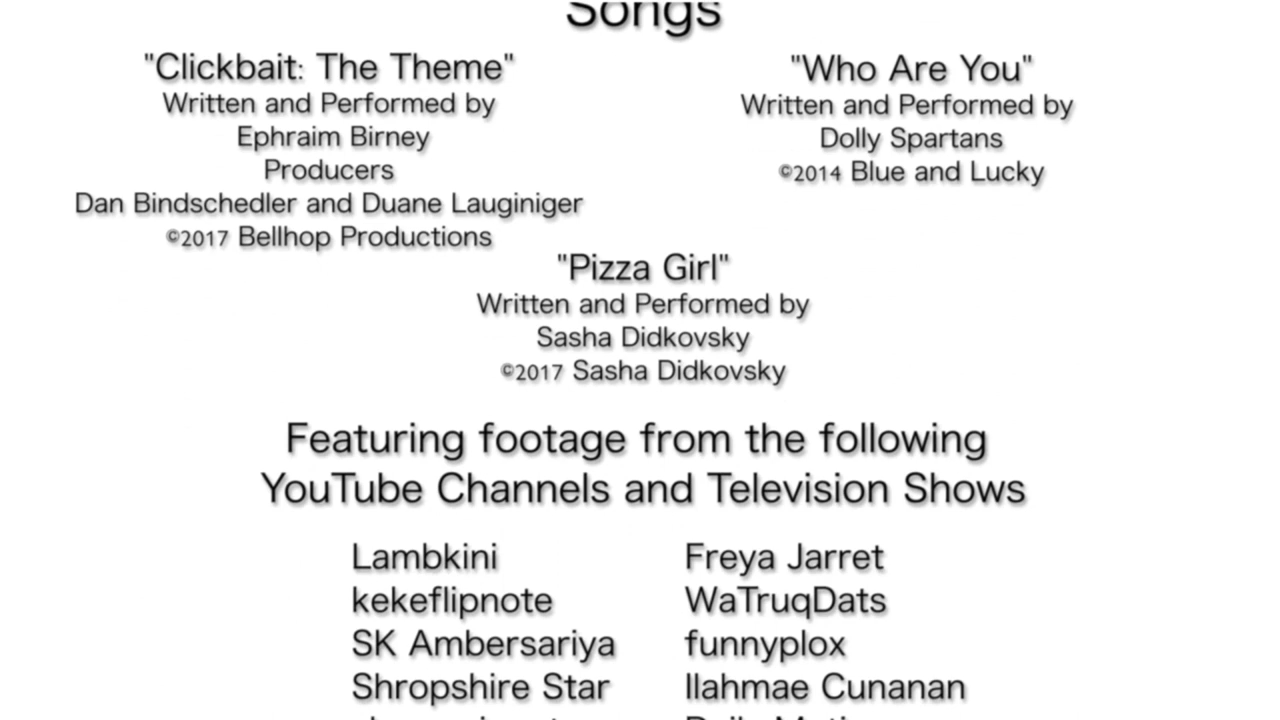 Songs
"Clickbait: The Theme"
Written and Performed by
Ephraim Birney
Producers
Dan Bindschedler and Duane Lauginiger
©2017 Bellhop Productions
"Who Are You"
Written and Performed by
Dolly Spartans
©2014 Blue and Lucky
"Pizza Girl"
Written and Performed by
Sasha Didkovsky
©2017 Sasha Didkovsky
Featuring footage from the following
YouTube Channels and Television Shows
Lambkini
kekeflipnote
SK Ambersariya
Shropshire Star
Freya Jarret
WaTruqDats
funnyplox
Ilahmae Cunanan